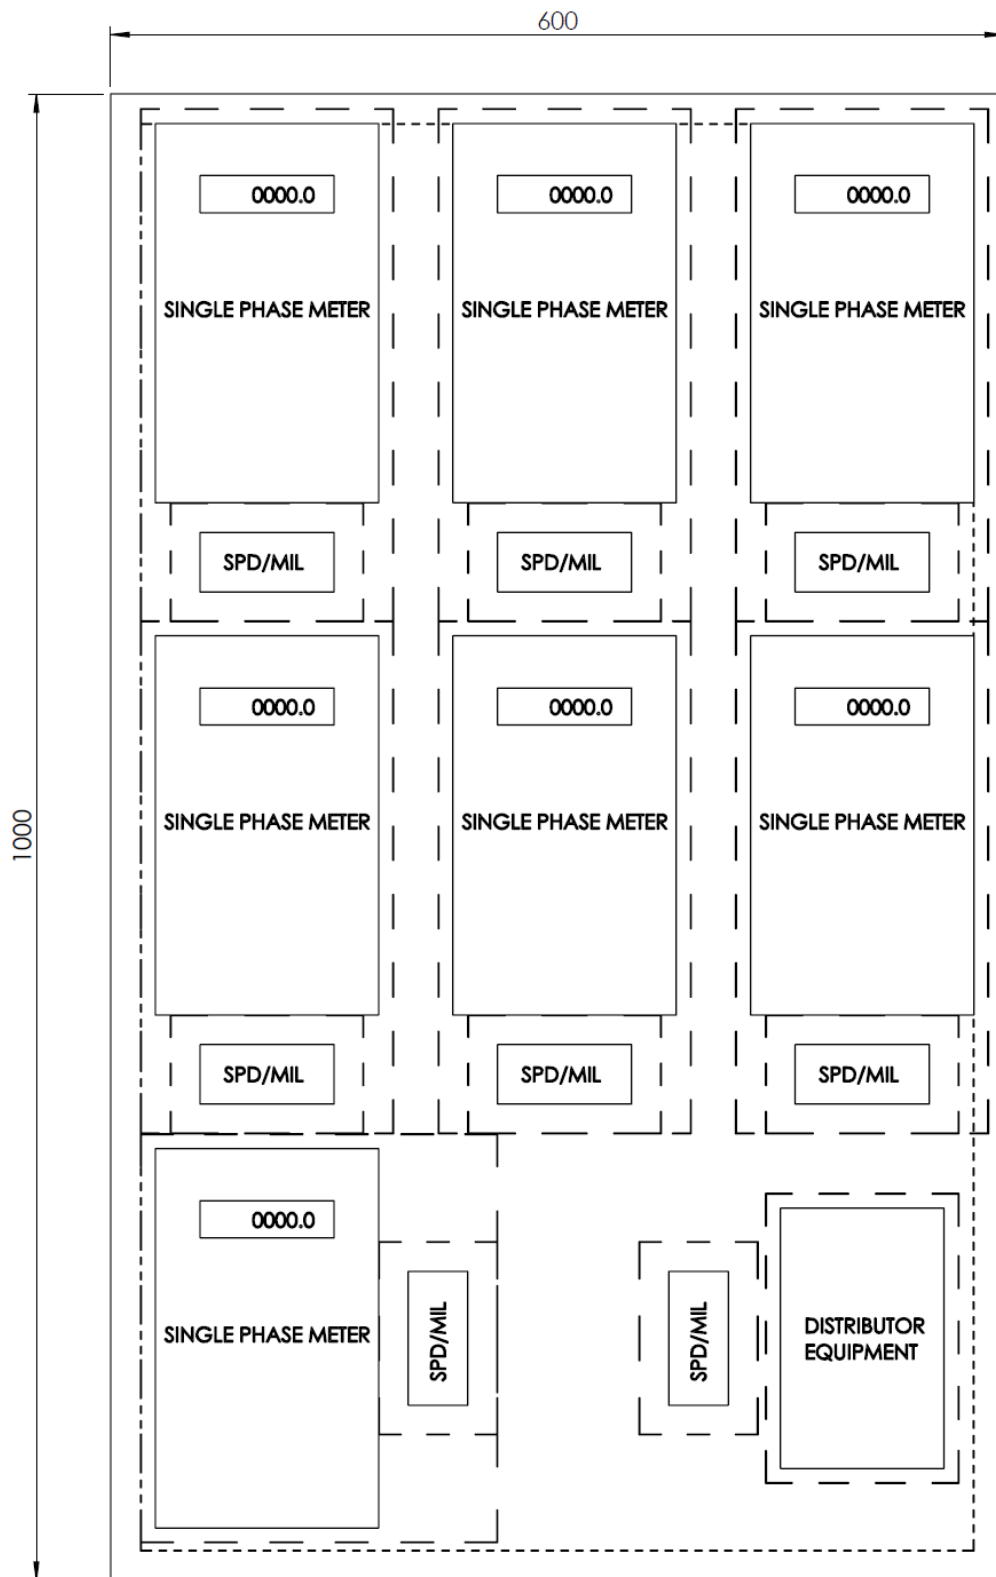 600
1000
0000.0
0000.0
0000.0
SINGLE PHASE METER
SINGLE PHASE METER
SINGLE PHASE METER
SPD/MIL
SPD/MIL
SPD/MIL
0000.0
0000.0
0000.0
SINGLE PHASE METER
SINGLE PHASE METER
SINGLE PHASE METER
SPD/MIL
SPD/MIL
SPD/MIL
0000.0
SINGLE PHASE METER
SPD/MIL
SPD/MIL
DISTRIBUTOR
EQUIPMENT